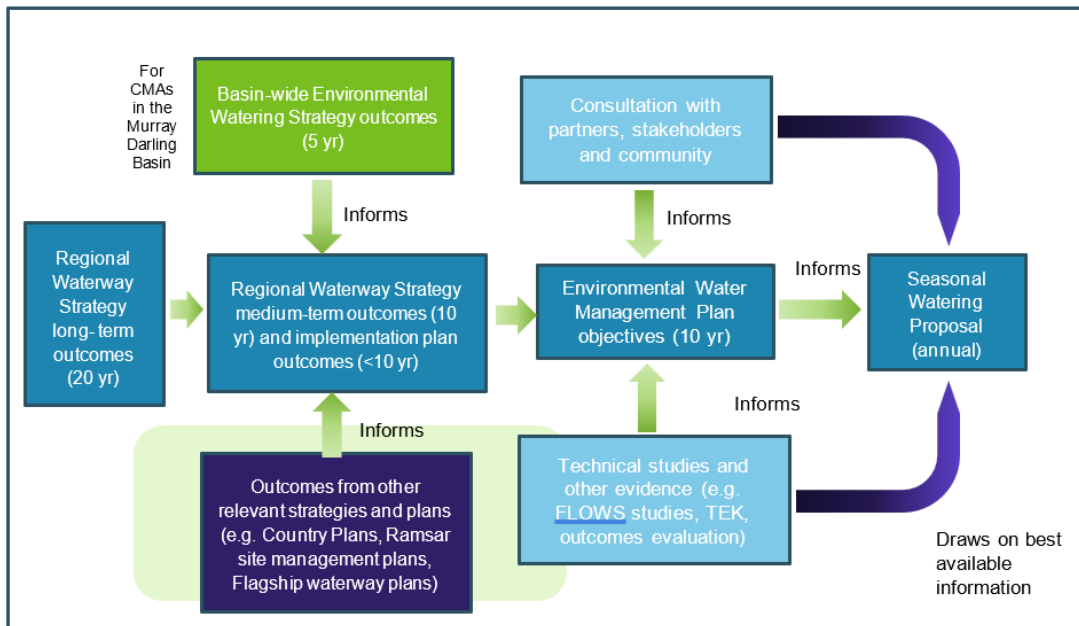 For
CMAs
in the
Murray
Darling
Basin
Basin-wide Environmental
Watering Strategy outcomes
(5 yr)
Consultation with
partners, stakeholders
and community
Informs
Informs
Regional
Waterway
Strategy
long-term
outcomes
(20 yr)
Regional Waterway Strategy
medium-term outcomes (10
yr) and implementation plan
outcomes (<10 yr)
Environmental Water
Management Plan
objectives (10 yr)
Informs
Seasonal
Watering
Proposal
(annual)
Informs
Informs
Outcomes from other
relevant strategies and plans
(e.g. Country Plans, Ramsar
site management plans,
Flagship waterway plans)
Technical studies and
other evidence (e.g.
FLOWS studies, TEK,
outcomes evaluation)
Draws on best
available
information